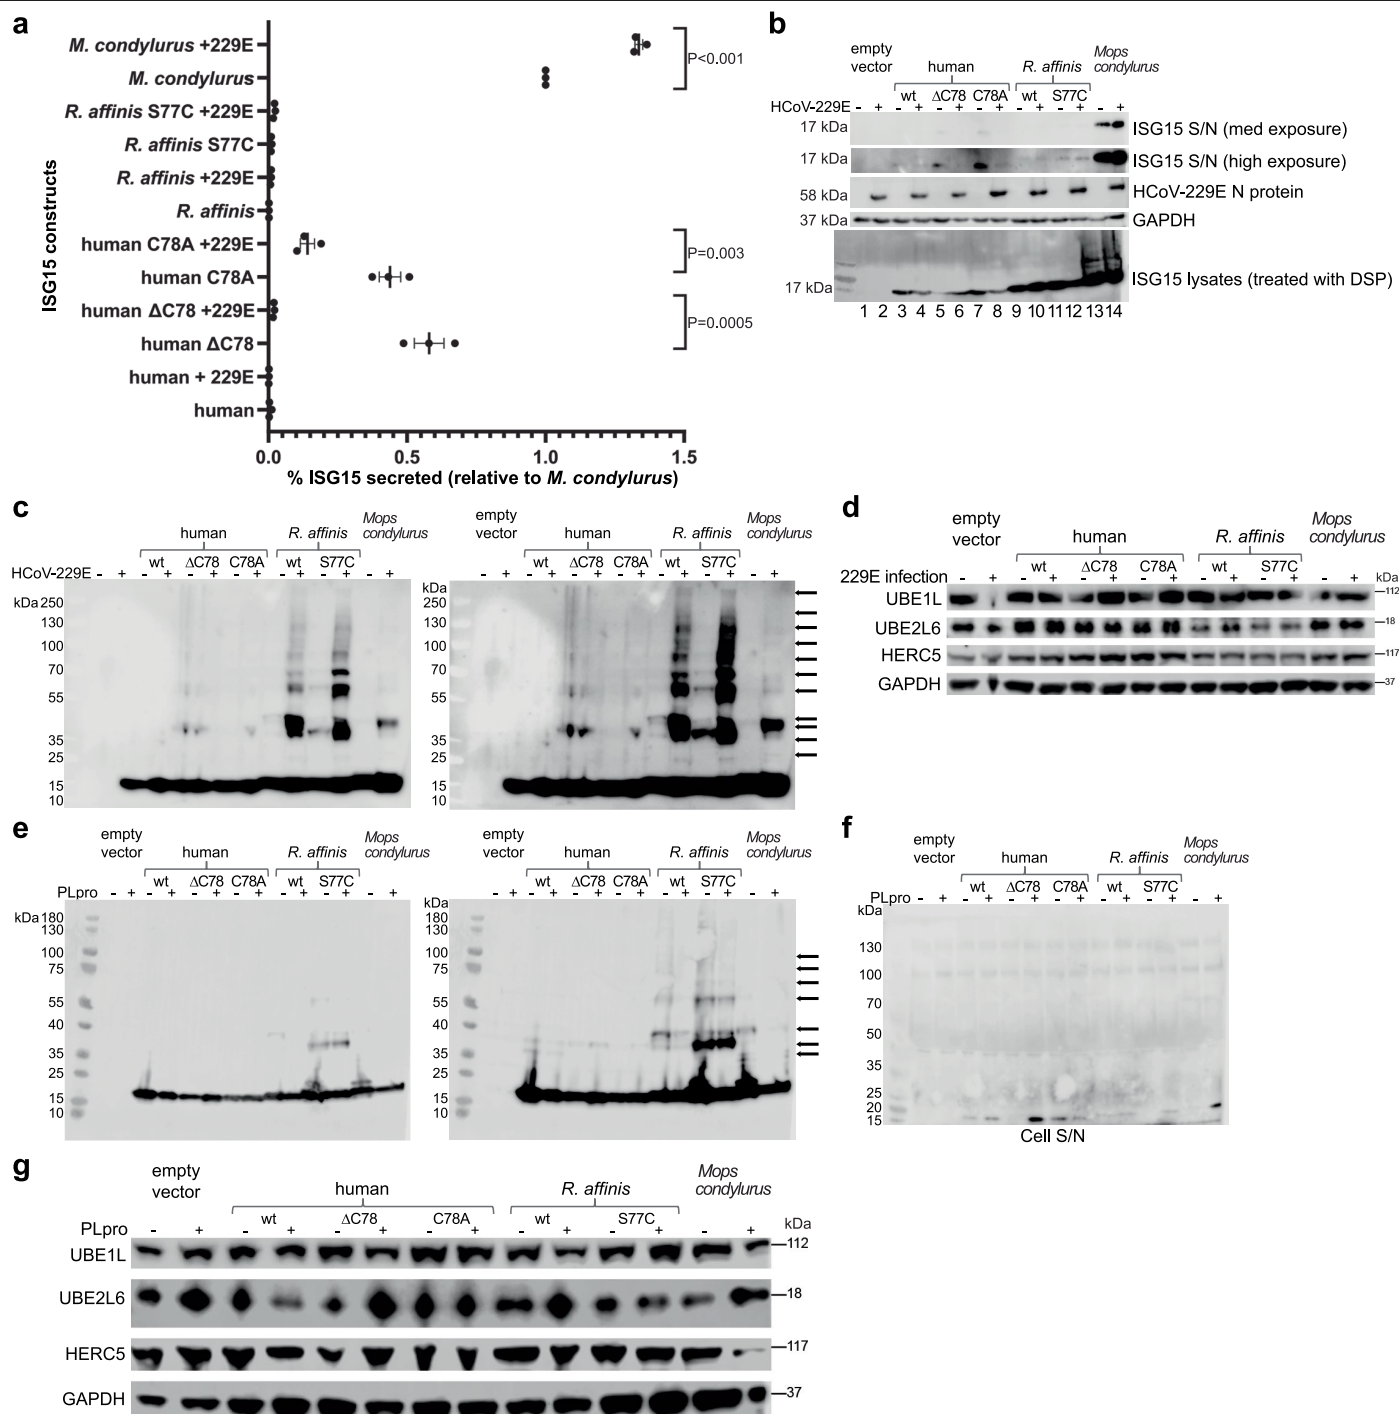 a
ISG15 constructs
M. condylurus +229E
M. condylurus
R. affinis S77C +229E
R. affinis S77C
R. affinis +229E
R. affinis
human C78A +229E
human C78A
human ΔC78 +229E
human ΔC78
human + 229E
human
P<0.001
P=0.003
P=0.0005
0.0 0.5 1.0 1.5
% ISG15 secreted (relative to M. condylurus)
b
empty vector
human
R. affinis
Mops condylurus
wt ΔC78 C78A wt S77C
HCoV-229E - + - + - + - + - + - + - +
17 kDa ISG15 S/N (med exposure)
17 kDa ISG15 S/N (high exposure)
58 kDa HCoV-229E N protein
37 kDa GAPDH
17 kDa ISG15 lysates (treated with DSP)
1 2 3 4 5 6 7 8 9 10 11 12 13 14
c
human
R. affinis
Mops condylurus
wt ΔC78 C78A wt S77C
HCoV-229E - + - + - + - + - + - + - +
kDa 250
130
100
70
55
35
25
15
10
empty vector
human
R. affinis
Mops condylurus
wt ΔC78 C78A wt S77C
- + - + - + - + - + - + - +
kDa
250
130
100
70
55
35
25
15
10
d
empty vector
human
R. affinis
Mops condylurus
wt ΔC78 C78A wt S77C
229E infection - + - + - + - + - + - + - + kDa
UBE1L 112
UBE2L6 18
HERC5 117
GAPDH 37
e
empty vector
human
R. affinis
Mops condylurus
wt ΔC78 C78A wt S77C
PLpro - + - + - + - + - + - + - +
kDa 180
130
100
75
55
40
35
25
15
10
empty vector
human
R. affinis
Mops condylurus
wt ΔC78 C78A wt S77C
- + - + - + - + - + - + - +
kDa
180
130
100
75
55
40
35
25
15
10
f
empty vector
human
R. affinis
Mops condylurus
wt ΔC78 C78A wt S77C
PLpro - + - + - + - + - + - + - +
kDa
130
100
70
50
35
25
20
15
Cell S/N
g
empty vector
human
R. affinis
Mops condylurus
wt ΔC78 C78A wt S77C
PLpro - + - + - + - + - + - + - + kDa
UBE1L 112
UBE2L6 18
HERC5 117
GAPDH 37